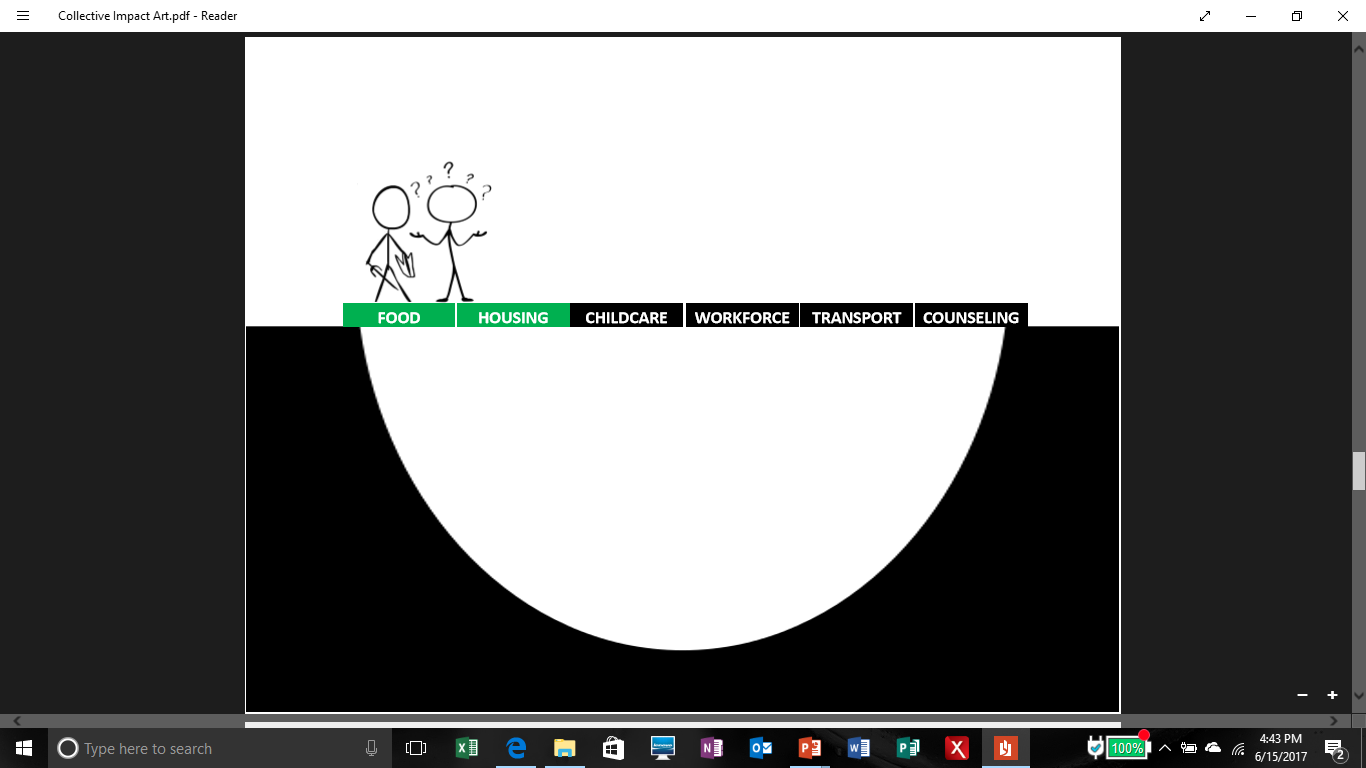 Collective Impact Art.pdf - Reader
? ? ? ? ?
FOOD HOUSING CHILDCARE WORKFORCE TRANSPORT COUNSELING
Type here to search
100%
4:43 PM
6/15/2017
2